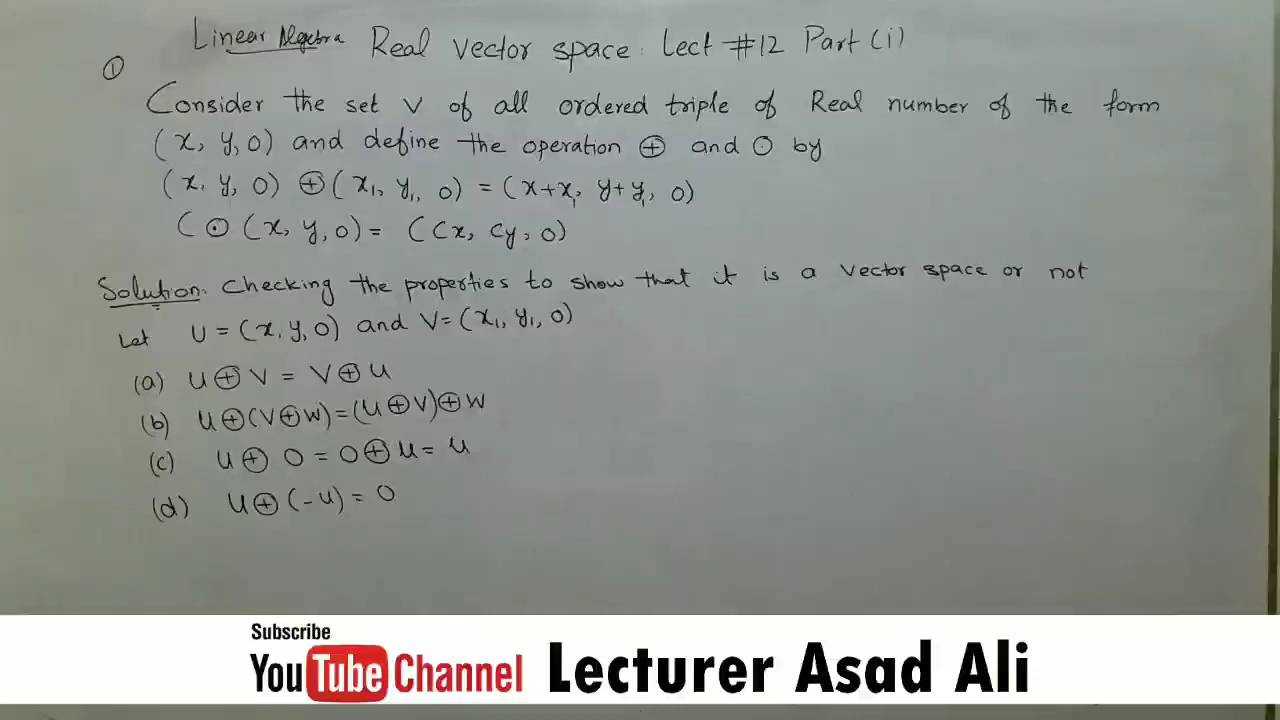 Linear Algebra Real Vector space. Lect #12 Part (i)
①
Consider the set V of all ordered triple of Real number of the form
(x, y, 0) and define the operation ⊕ and ⊙ by
(x, y, 0) ⊕ (x₁, y₁, 0) = (x+x₁, y+y₁, 0)
C ⊙ (x, y, 0) = (Cx, Cy, 0)
Solution. Checking the properties to show that it is a vector space or not
Let U = (x, y, 0) and V = (x₁, y₁, 0)
(a) U ⊕ V = V ⊕ U
(b) U ⊕ (V ⊕ W) = (U ⊕ V) ⊕ W
(c) U ⊕ 0 = 0 ⊕ U = U
(d) U ⊕ (-U) = 0
Subscribe
YouTube Channel Lecturer Asad Ali